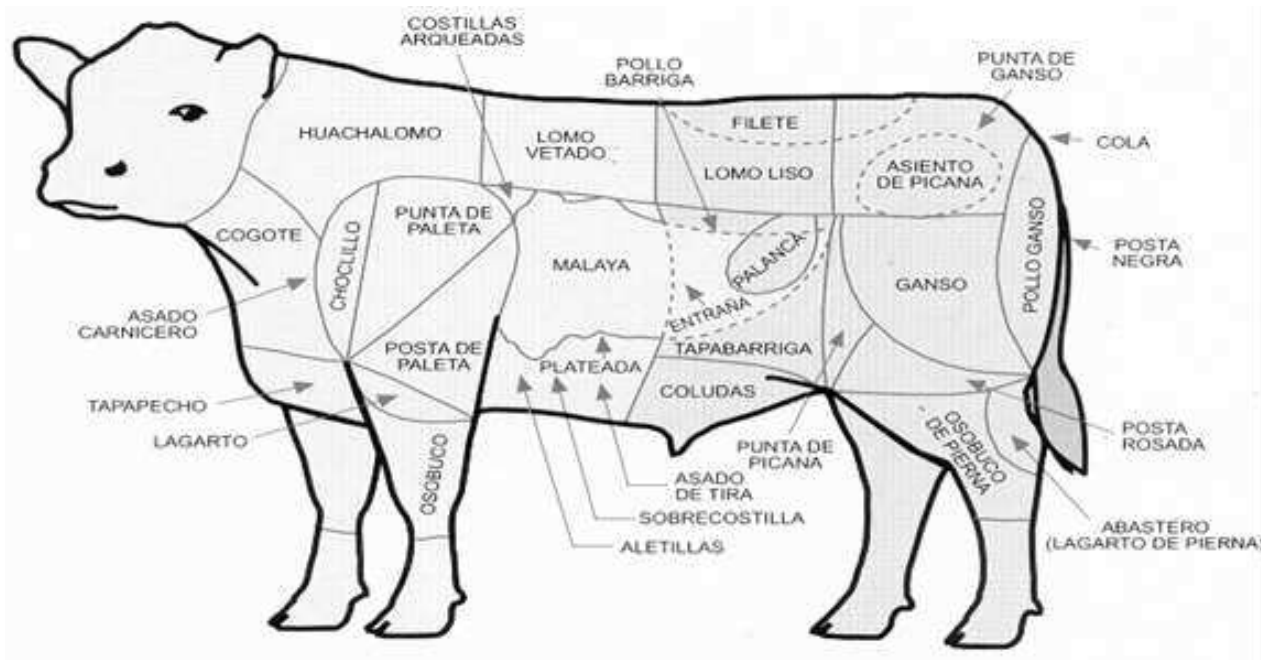 COSTILLAS
ARQUEADAS
POLLO
BARRIGA
PUNTA DE
GANSO
HUACHALOMO
LOMO
VETADO
FILETE
LOMO LISO
ASIENTO
DE PICANA
COLA
COGOTE
CHOCLILLO
PUNTA DE
PALETA
MALAYA
PALANCA
ENTRAÑA
GANSO
POLLO GANSO
POSTA
NEGRA
ASADO
CARNICERO
POSTA DE
PALETA
PLATEADA
TAPABARRIGA
COLUDAS
TAPAPECHO
LAGARTO
OSOBUCO
PUNTA DE
PICANA
OSOBUCO
DE PIERNA
POSTA
ROSADA
ASADO
DE TIRA
SOBRECOSTILLA
ALETILLAS
ABASTERO
(LAGARTO DE PIERNA)